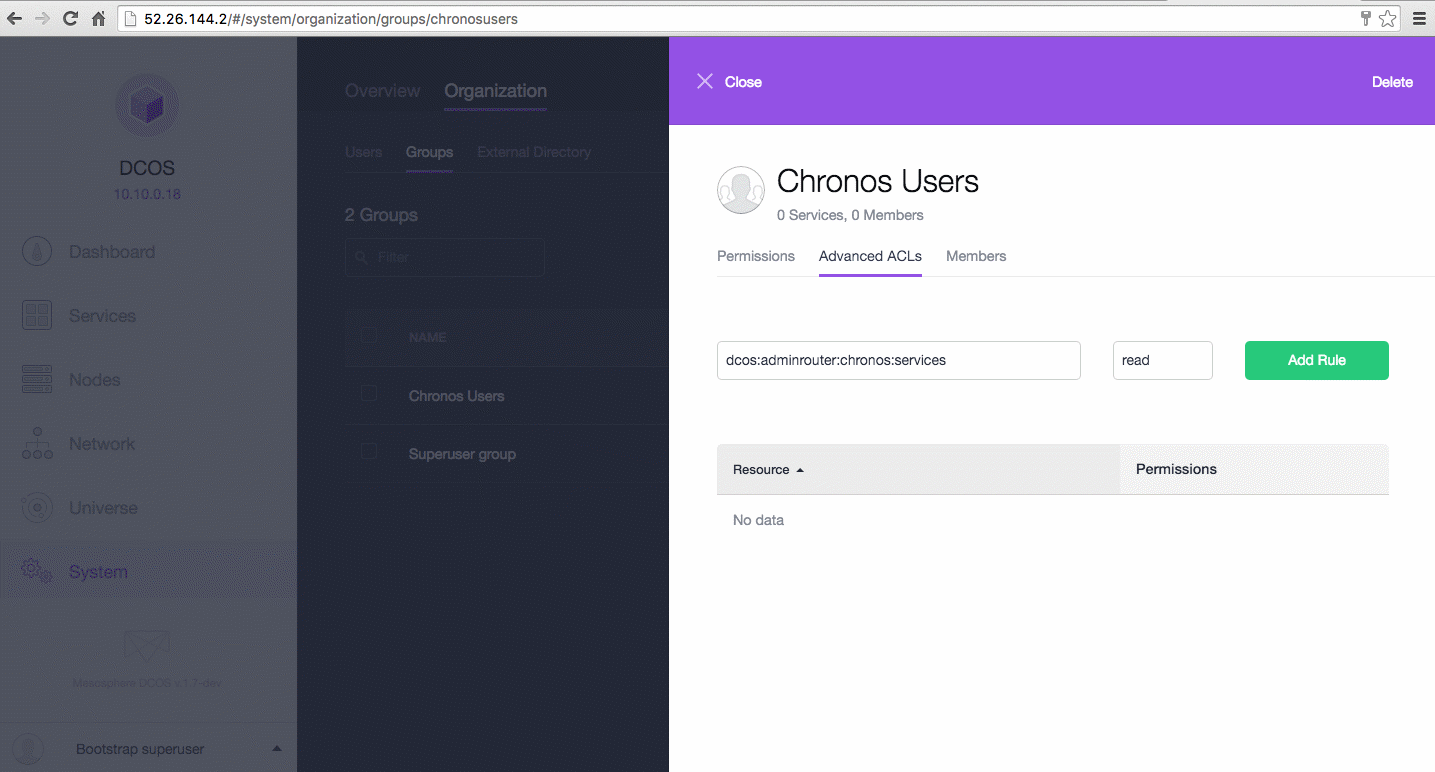 52.26.144.2/#/system/organization/groups/chronosusers
DCOS
10.10.0.18
Dashboard
Services
Nodes
Network
Universe
System
Mesosphere DCOS v.1.7-dev
Bootstrap superuser
Overview Organization
Users Groups External Directory
2 Groups
Filter
NAME
Chronos Users
Superuser group
Close Delete
Chronos Users
0 Services, 0 Members
Permissions Advanced ACLs Members
dcos:adminrouter:chronos:services read Add Rule
Resource Permissions
No data